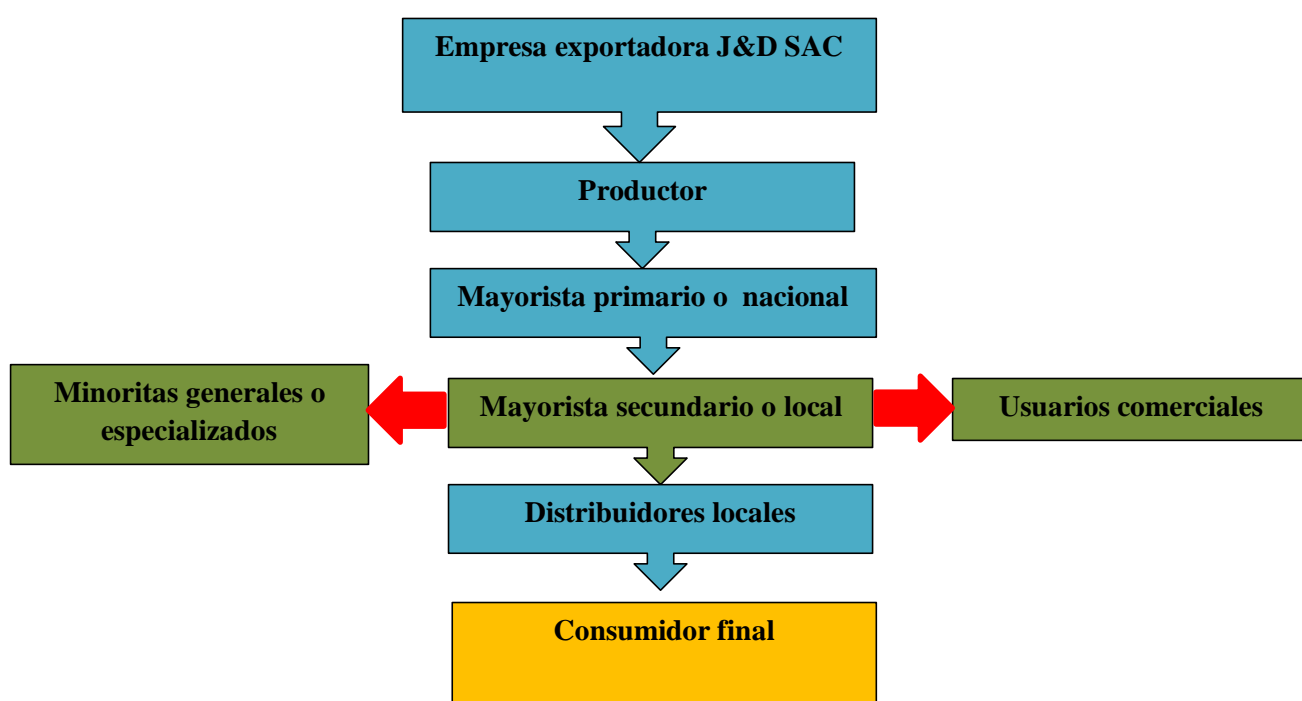 Empresa exportadora J&D SAC
Productor
Mayorista primario o  nacional
Minoritas generales o
especializados
Mayorista secundario o local
Usuarios comerciales
Distribuidores locales
Consumidor final